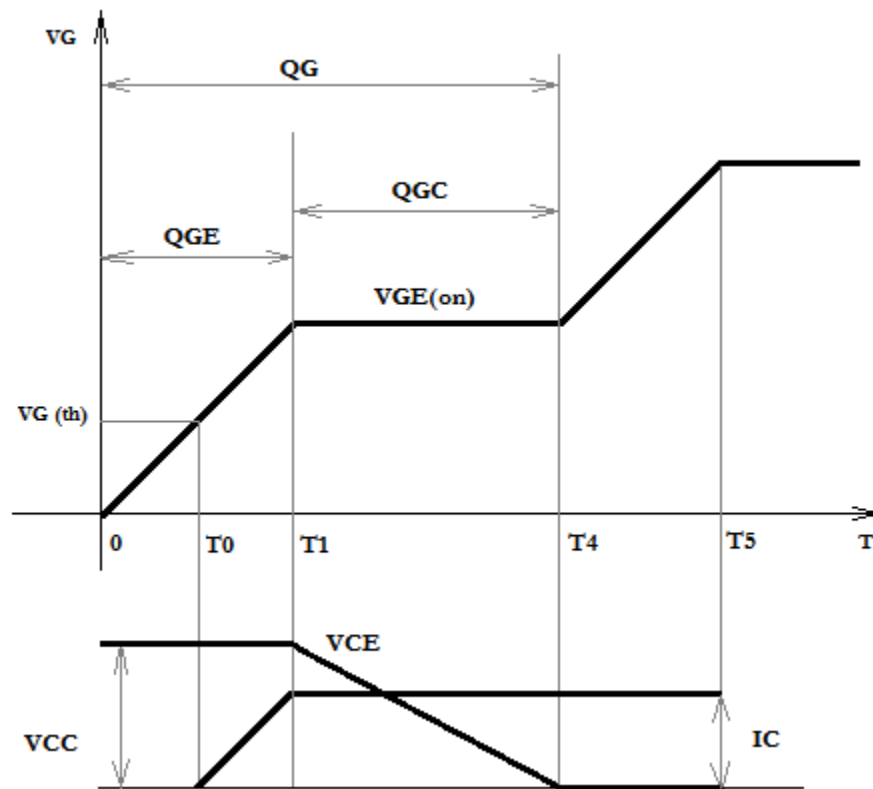 VG
QG
QGC
QGE
VGE(on)
VG (th)
0 T0 T1 T4 T5 T
VCE
VCC
IC